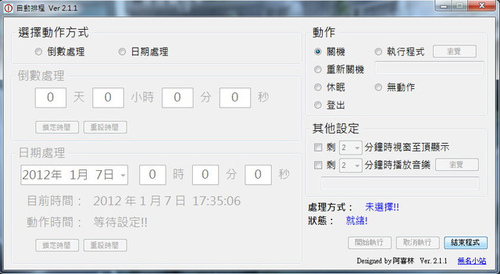 自動排程 Ver 2.1.1
選擇動作方式
倒數處理
日期處理
倒數處理
0 天 0 小時 0 分 0 秒
鎖定時間 重設時間
日期處理
2012年 1月 7日 0 時 0 分 0 秒
目前時間： 2012 年 1 月 7 日 17:35:06
動作時間： 等待設定!!
鎖定時間 重設時間
動作
關機 執行程式 瀏覽
重新關機
休眠 無動作
登出
其他設定
剩 2 分鐘時視窗至頂顯示
剩 2 分鐘時播放音樂 瀏覽
處理方式： 未選擇!!
狀態： 就緒!
開始執行 取消執行 結束程式
Designed by 阿喜林 Ver. 2.1.1 無名小站